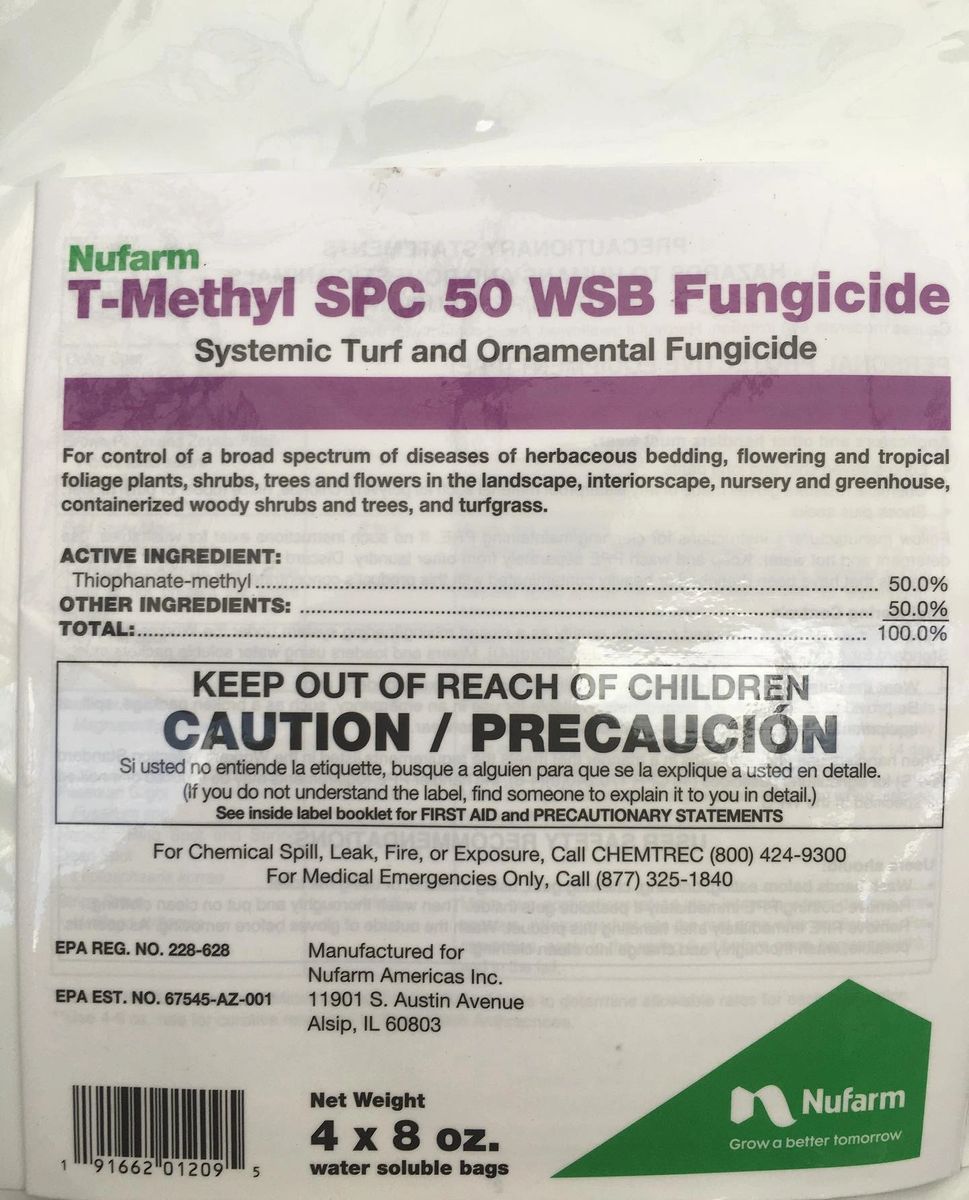 Nufarm
T-Methyl SPC 50 WSB Fungicide
Systemic Turf and Ornamental Fungicide
For control of a broad spectrum of diseases of herbaceous bedding, flowering and tropical
foliage plants, shrubs, trees and flowers in the landscape, interiorscape, nursery and greenhouse,
containerized woody shrubs and trees, and turfgrass.
ACTIVE INGREDIENT:
Thiophanate-methyl ........ 50.0%
OTHER INGREDIENTS: ........ 50.0%
TOTAL: ........ 100.0%
KEEP OUT OF REACH OF CHILDREN
CAUTION / PRECAUCIÓN
Si usted no entiende la etiquette, busque a alguien para que se la explique a usted en detalle.
(If you do not understand the label, find someone to explain it to you in detail.)
See inside label booklet for FIRST AID and PRECAUTIONARY STATEMENTS
For Chemical Spill, Leak, Fire, or Exposure, Call CHEMTREC (800) 424-9300
For Medical Emergencies Only, Call (877) 325-1840
EPA REG. NO. 228-628
EPA EST. NO. 67545-AZ-001
Manufactured for
Nufarm Americas Inc.
11901 S. Austin Avenue
Alsip, IL 60803
1 91662 01209 5
Net Weight
4 x 8 oz.
water soluble bags
Nufarm
Grow a better tomorrow